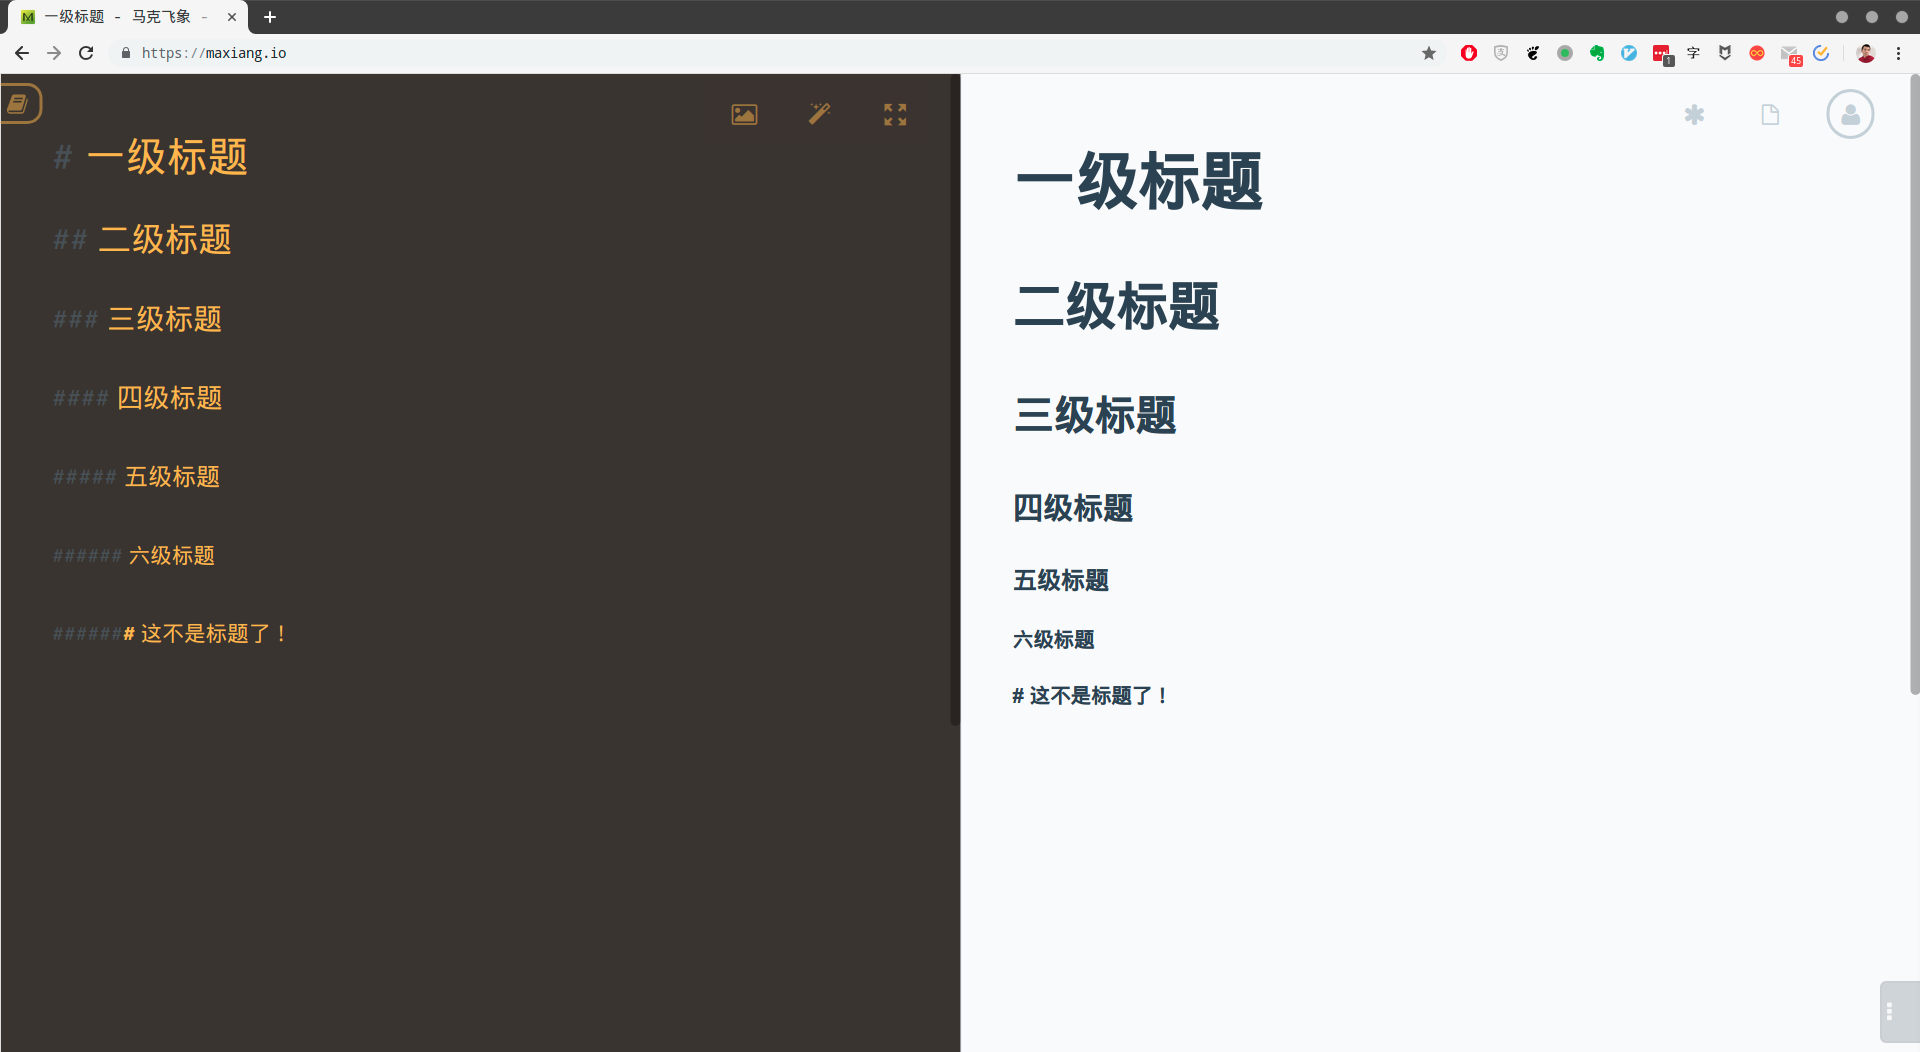 一级标题 - 马克飞象 -
https://maxiang.io
1
字
45
# 一级标题
## 二级标题
### 三级标题
#### 四级标题
##### 五级标题
###### 六级标题
####### 这不是标题了！
一级标题
二级标题
三级标题
四级标题
五级标题
六级标题
# 这不是标题了！